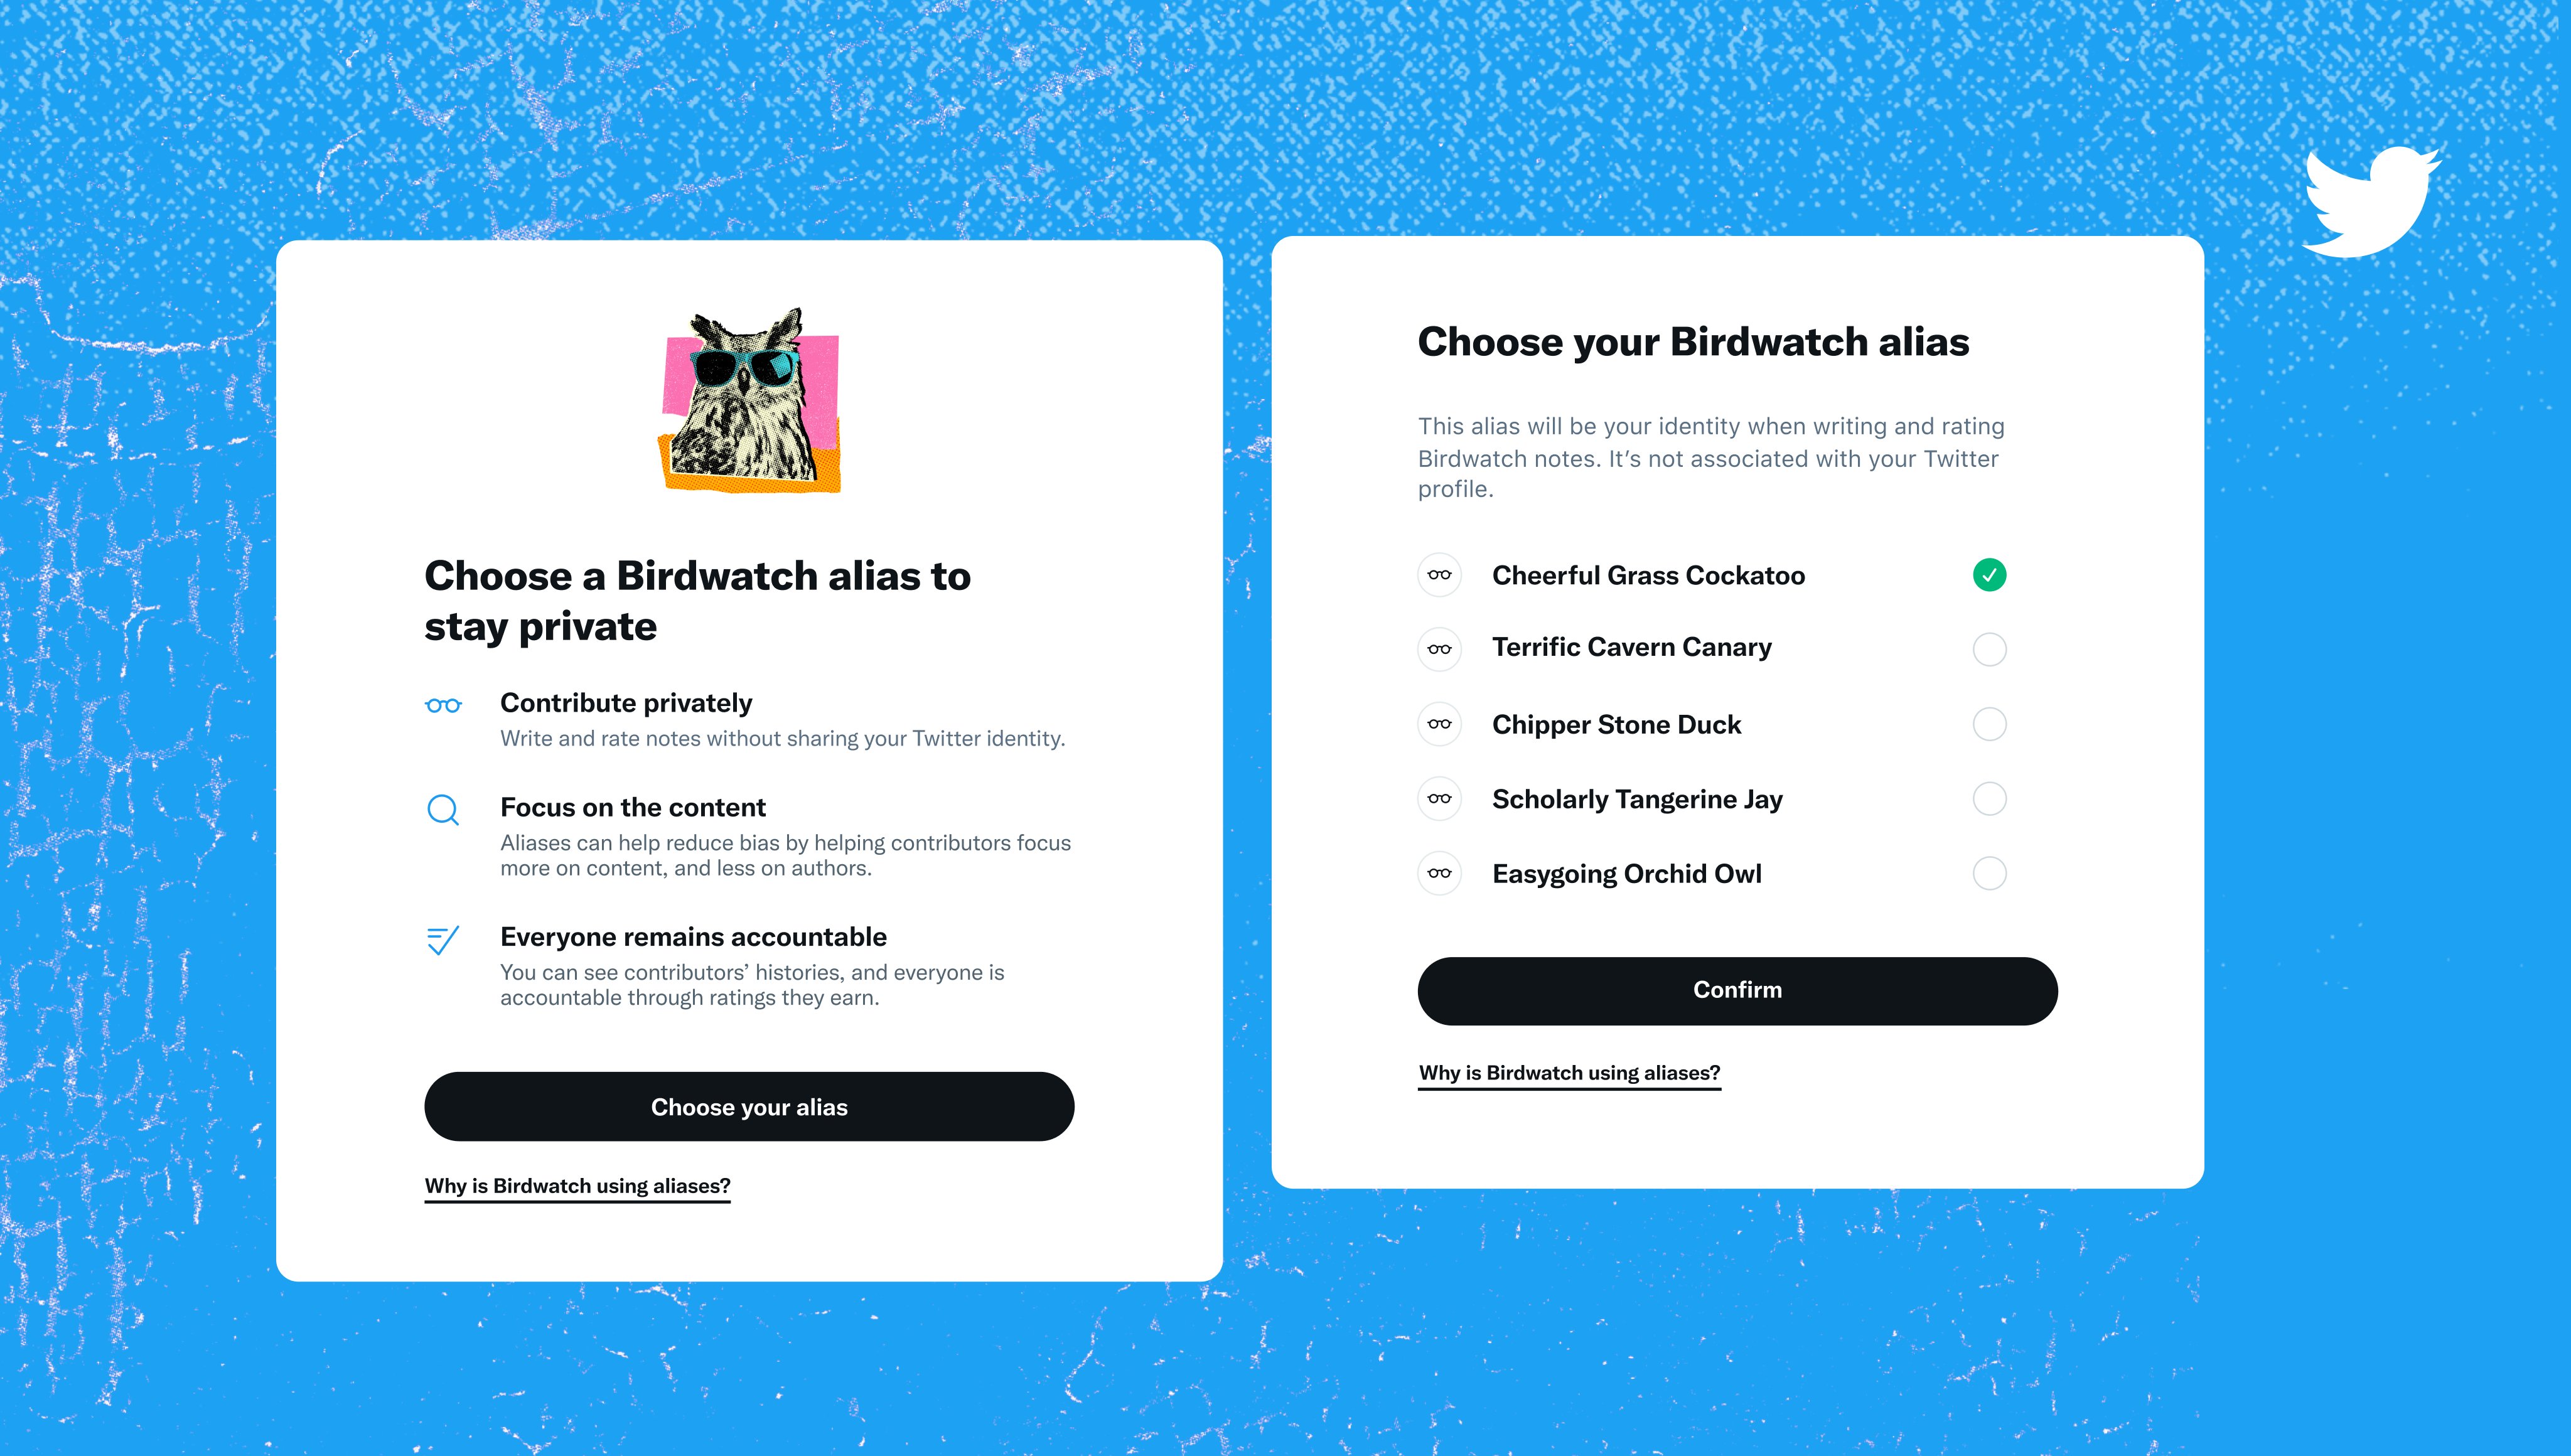 Choose a Birdwatch alias to
stay private
Contribute privately
Write and rate notes without sharing your Twitter identity.
Focus on the content
Aliases can help reduce bias by helping contributors focus
more on content, and less on authors.
Everyone remains accountable
You can see contributors’ histories, and everyone is
accountable through ratings they earn.
Choose your alias
Why is Birdwatch using aliases?
Choose your Birdwatch alias
This alias will be your identity when writing and rating
Birdwatch notes. It’s not associated with your Twitter
profile.
Cheerful Grass Cockatoo
Terrific Cavern Canary
Chipper Stone Duck
Scholarly Tangerine Jay
Easygoing Orchid Owl
Confirm
Why is Birdwatch using aliases?